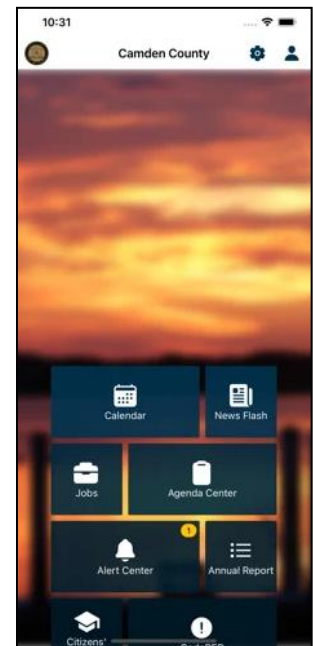 10:31
Camden County
Calendar
News Flash
Jobs
Agenda Center
1
Alert Center
Annual Report
Citizens'